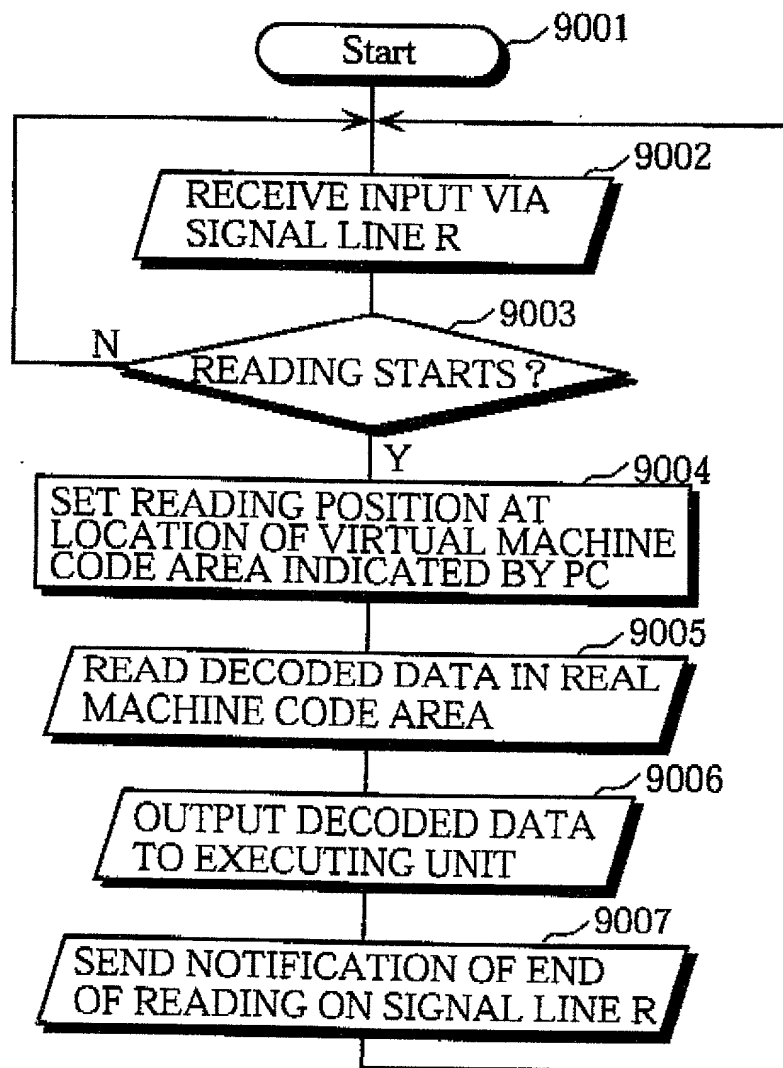 9001
Start
9002
RECEIVE INPUT VIA
SIGNAL LINE R
9003
N
READING STARTS?
Y
9004
SET READING POSITION AT
LOCATION OF VIRTUAL MACHINE
CODE AREA INDICATED BY PC
9005
READ DECODED DATA IN REAL
MACHINE CODE AREA
9006
OUTPUT DECODED DATA
TO EXECUTING UNIT
9007
SEND NOTIFICATION OF END
OF READING ON SIGNAL LINE R